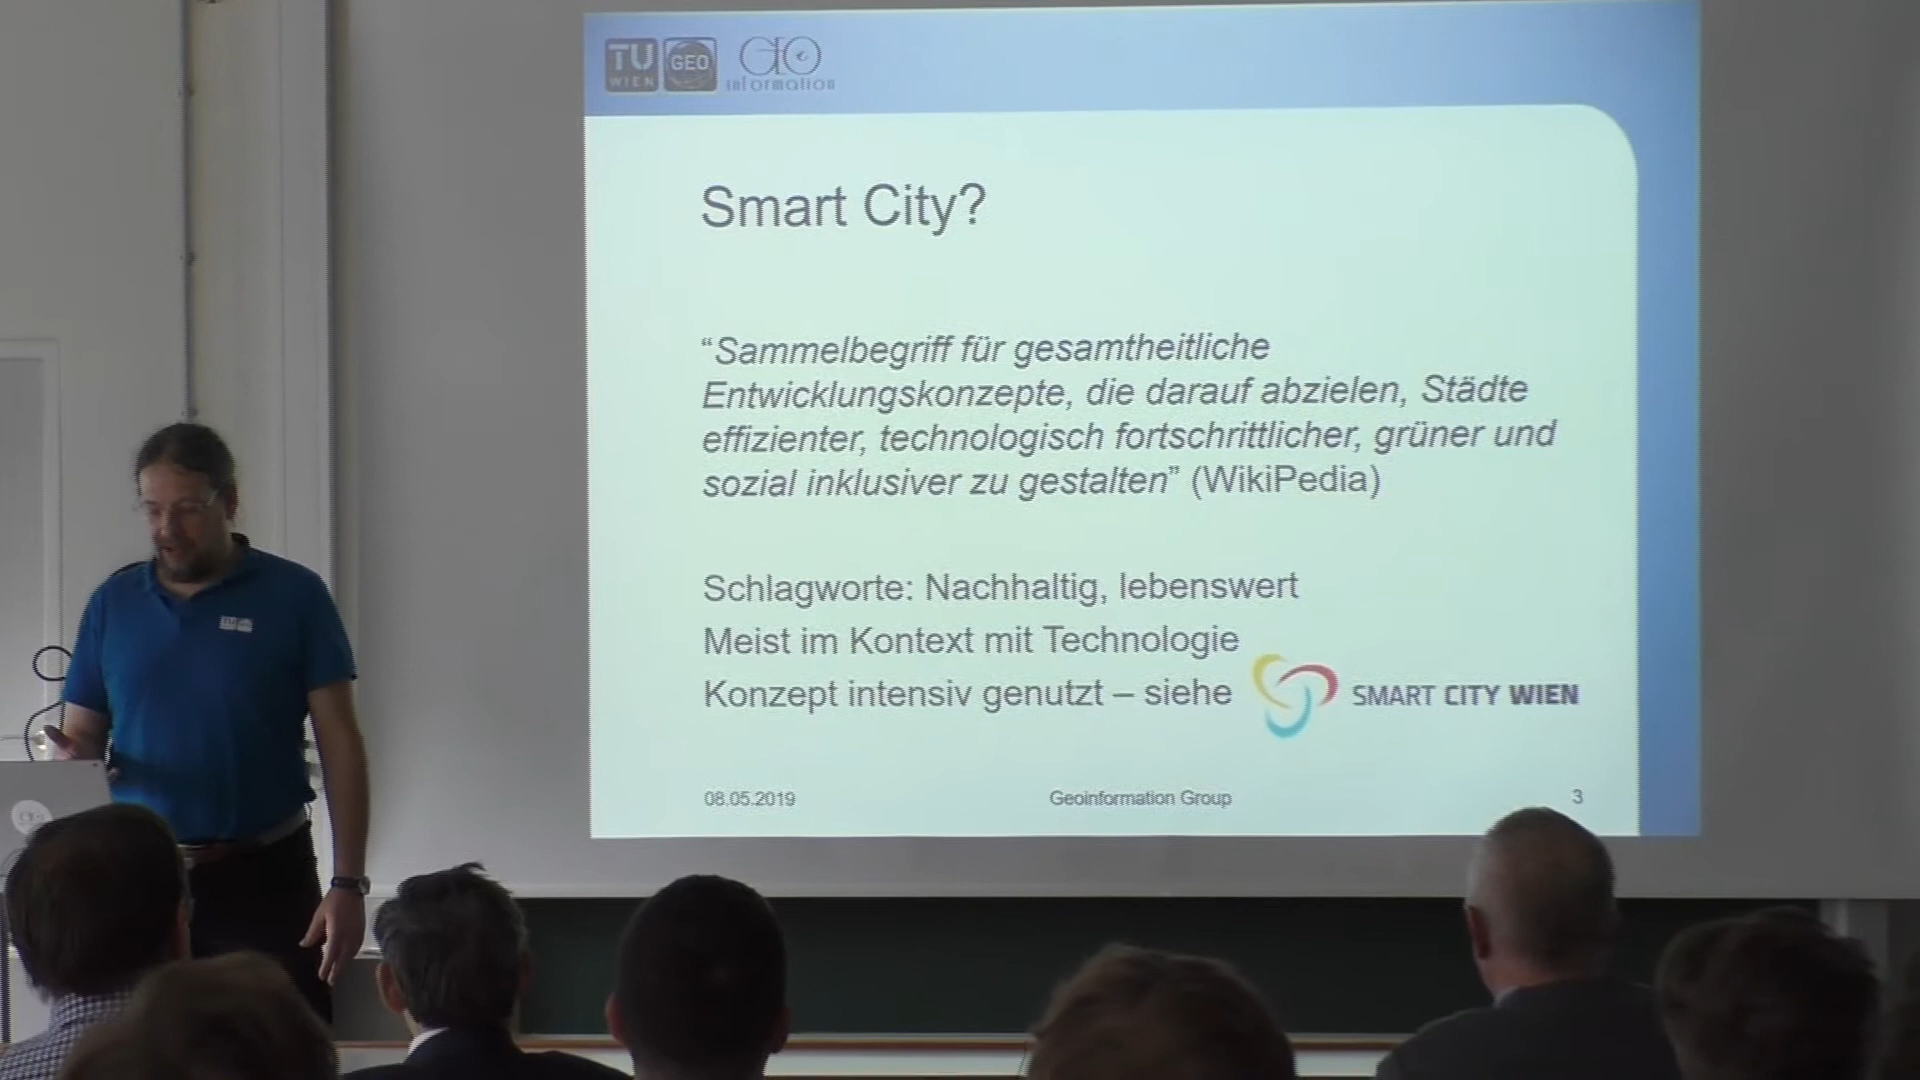 TU
WIEN
GEO
GEO
information
Smart City?
“Sammelbegriff für gesamtheitliche
Entwicklungskonzepte, die darauf abzielen, Städte
effizienter, technologisch fortschrittlicher, grüner und
sozial inklusiver zu gestalten” (WikiPedia)
Schlagworte: Nachhaltig, lebenswert
Meist im Kontext mit Technologie
Konzept intensiv genutzt – siehe
SMART CITY WIEN
08.05.2019
Geoinformation Group
3
TU